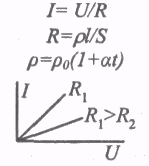 I= U/R
R=ρl/S
ρ=ρ₀(1+αt)
I
R₁
R₁>R₂
U